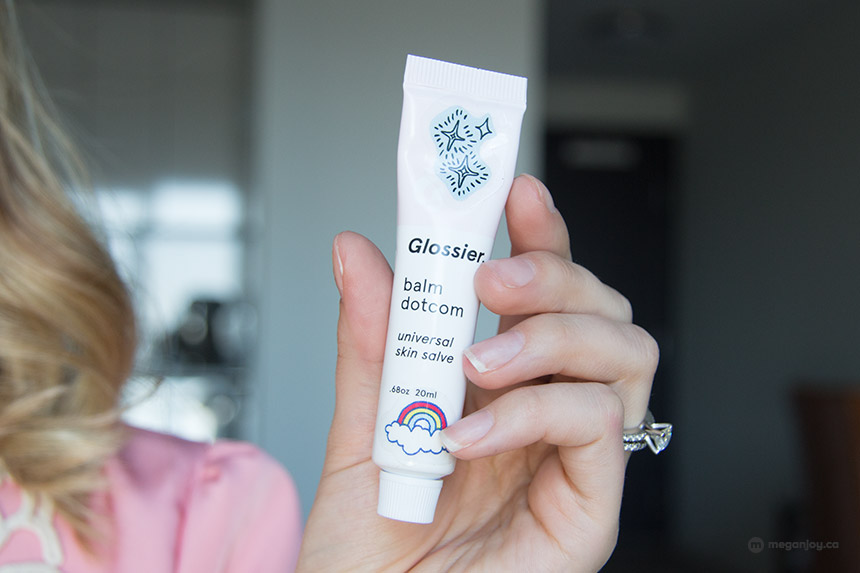 Glossier.
balm
dotcom
universal
skin salve
.68oz 20ml
m meganjoy.ca